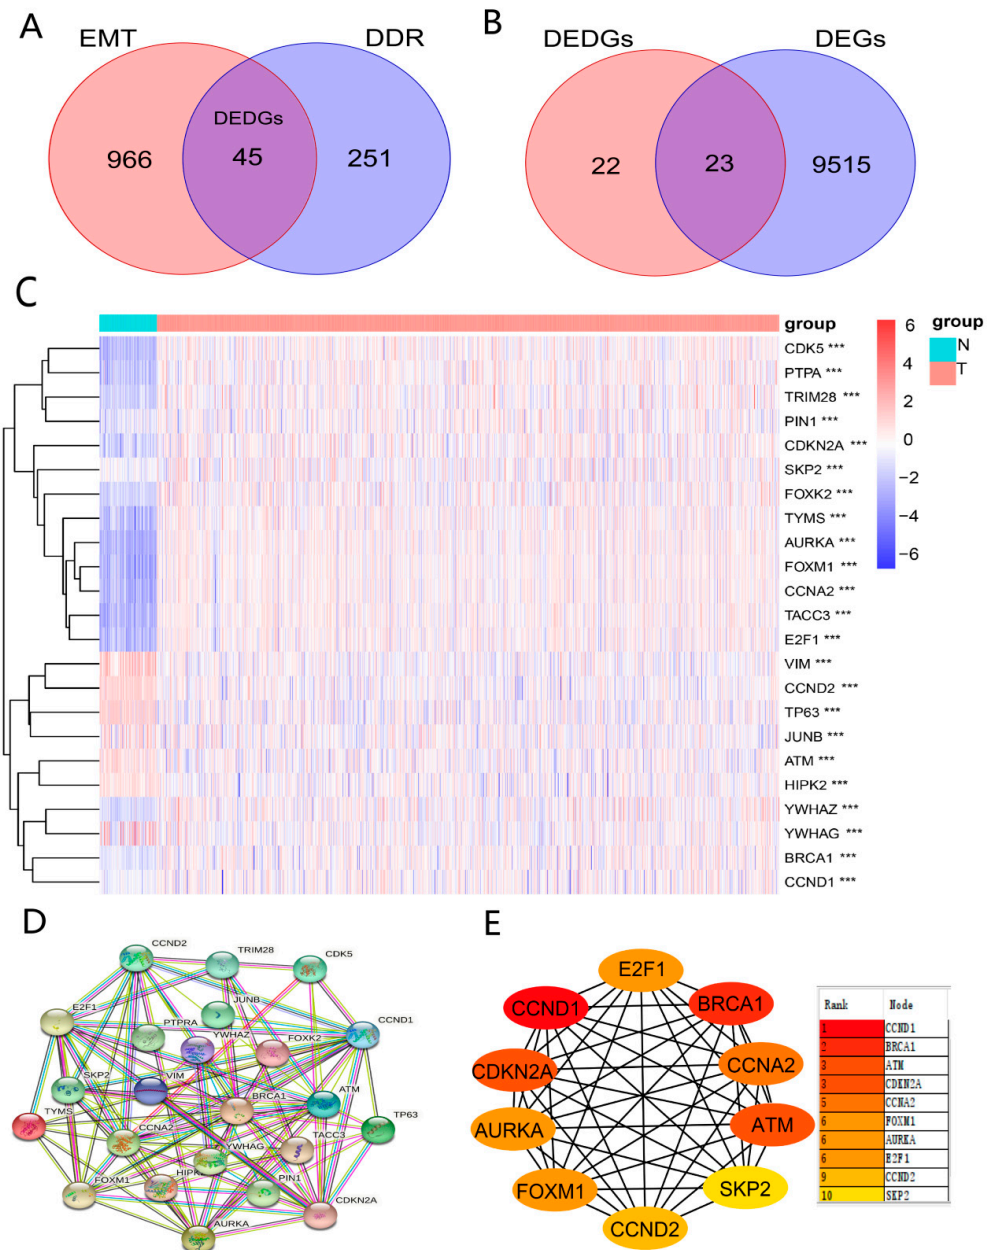 A
EMT
DDR
DEDGs
966
45
251
B
DEDGs
DEGs
22
23
9515
C
group
CDK5 ***
PTPA ***
TRIM28 ***
PIN1 ***
CDKN2A ***
SKP2 ***
FOXK2 ***
TYMS ***
AURKA ***
FOXM1 ***
CCNA2 ***
TACC3 ***
E2F1 ***
VIM ***
CCND2 ***
TP63 ***
JUNB ***
ATM ***
HIPK2 ***
YWHAZ ***
YWHAG ***
BRCA1 ***
CCND1 ***
6
4
2
0
−2
−4
−6
group
N
T
D
CCND2
TRIM28
CDK5
JUNB
E2F1
PTPRA
YWHAZ
FOXK2
CCND1
SKP2
VIM
BRCA1
ATM
TYMS
TP63
CCNA2
YWHAG
TACC3
FOXM1
HIPK
PIN1
CDKN2A
AURKA
E
E2F1
CCND1
BRCA1
CDKN2A
CCNA2
AURKA
ATM
FOXM1
SKP2
CCND2
Rank Node
1 CCND1
2 BRCA1
3 ATM
3 CDKN2A
5 CCNA2
6 FOXM1
6 AURKA
6 E2F1
9 CCND2
10 SKP2